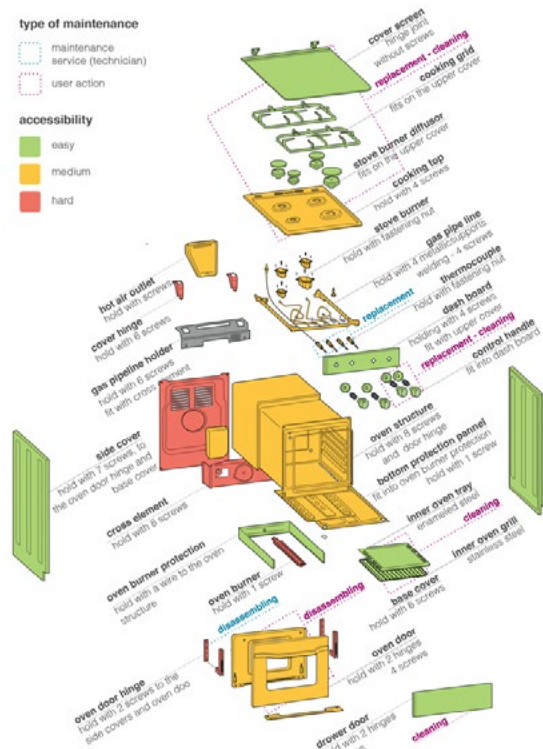 type of maintenance
maintenance
service (technician)
user action
accessibility
easy
medium
hard
cover screen
hinge joint
without screws
replacement - cleaning
cooking grid
fits on the upper cover
stove burner diffusor
fits on the upper cover
cooking top
hold with 4 screws
stove burner
hold with fastening nut
gas pipe line
hold with 4 metallicsupports
welding - 4 screws
thermocouple
hold with fastening nut
replacement
dash board
holding with 4 screws
fit with upper cover
replacement - cleaning
control handle
fit into dash board
hot air outlet
hold with screws
cover hinge
hold with 6 screws
gas pipeline holder
hold with 6 screws
fit with cross element
side cover
hold with 7 screws, to
the oven door hinge and
base cover
oven structure
hold with 8 screws
and door hinge
bottom protection pannel
fit into oven burner protection
hold with 1 screw
cross element
hold with 8 screws
inner oven tray
enameled steel
cleaning
inner oven grill
stainless steel
oven burner protection
hold with a wire to the oven
structure
oven burner
hold with 1 screw
base cover
hold with 6 screws
disassembling
disassembling
oven door
hold with 2 hinges
4 screws
oven door hinge
hold with 2 screws to the
side covers and oven doo
drower door
hold with 2 hinges
cleaning